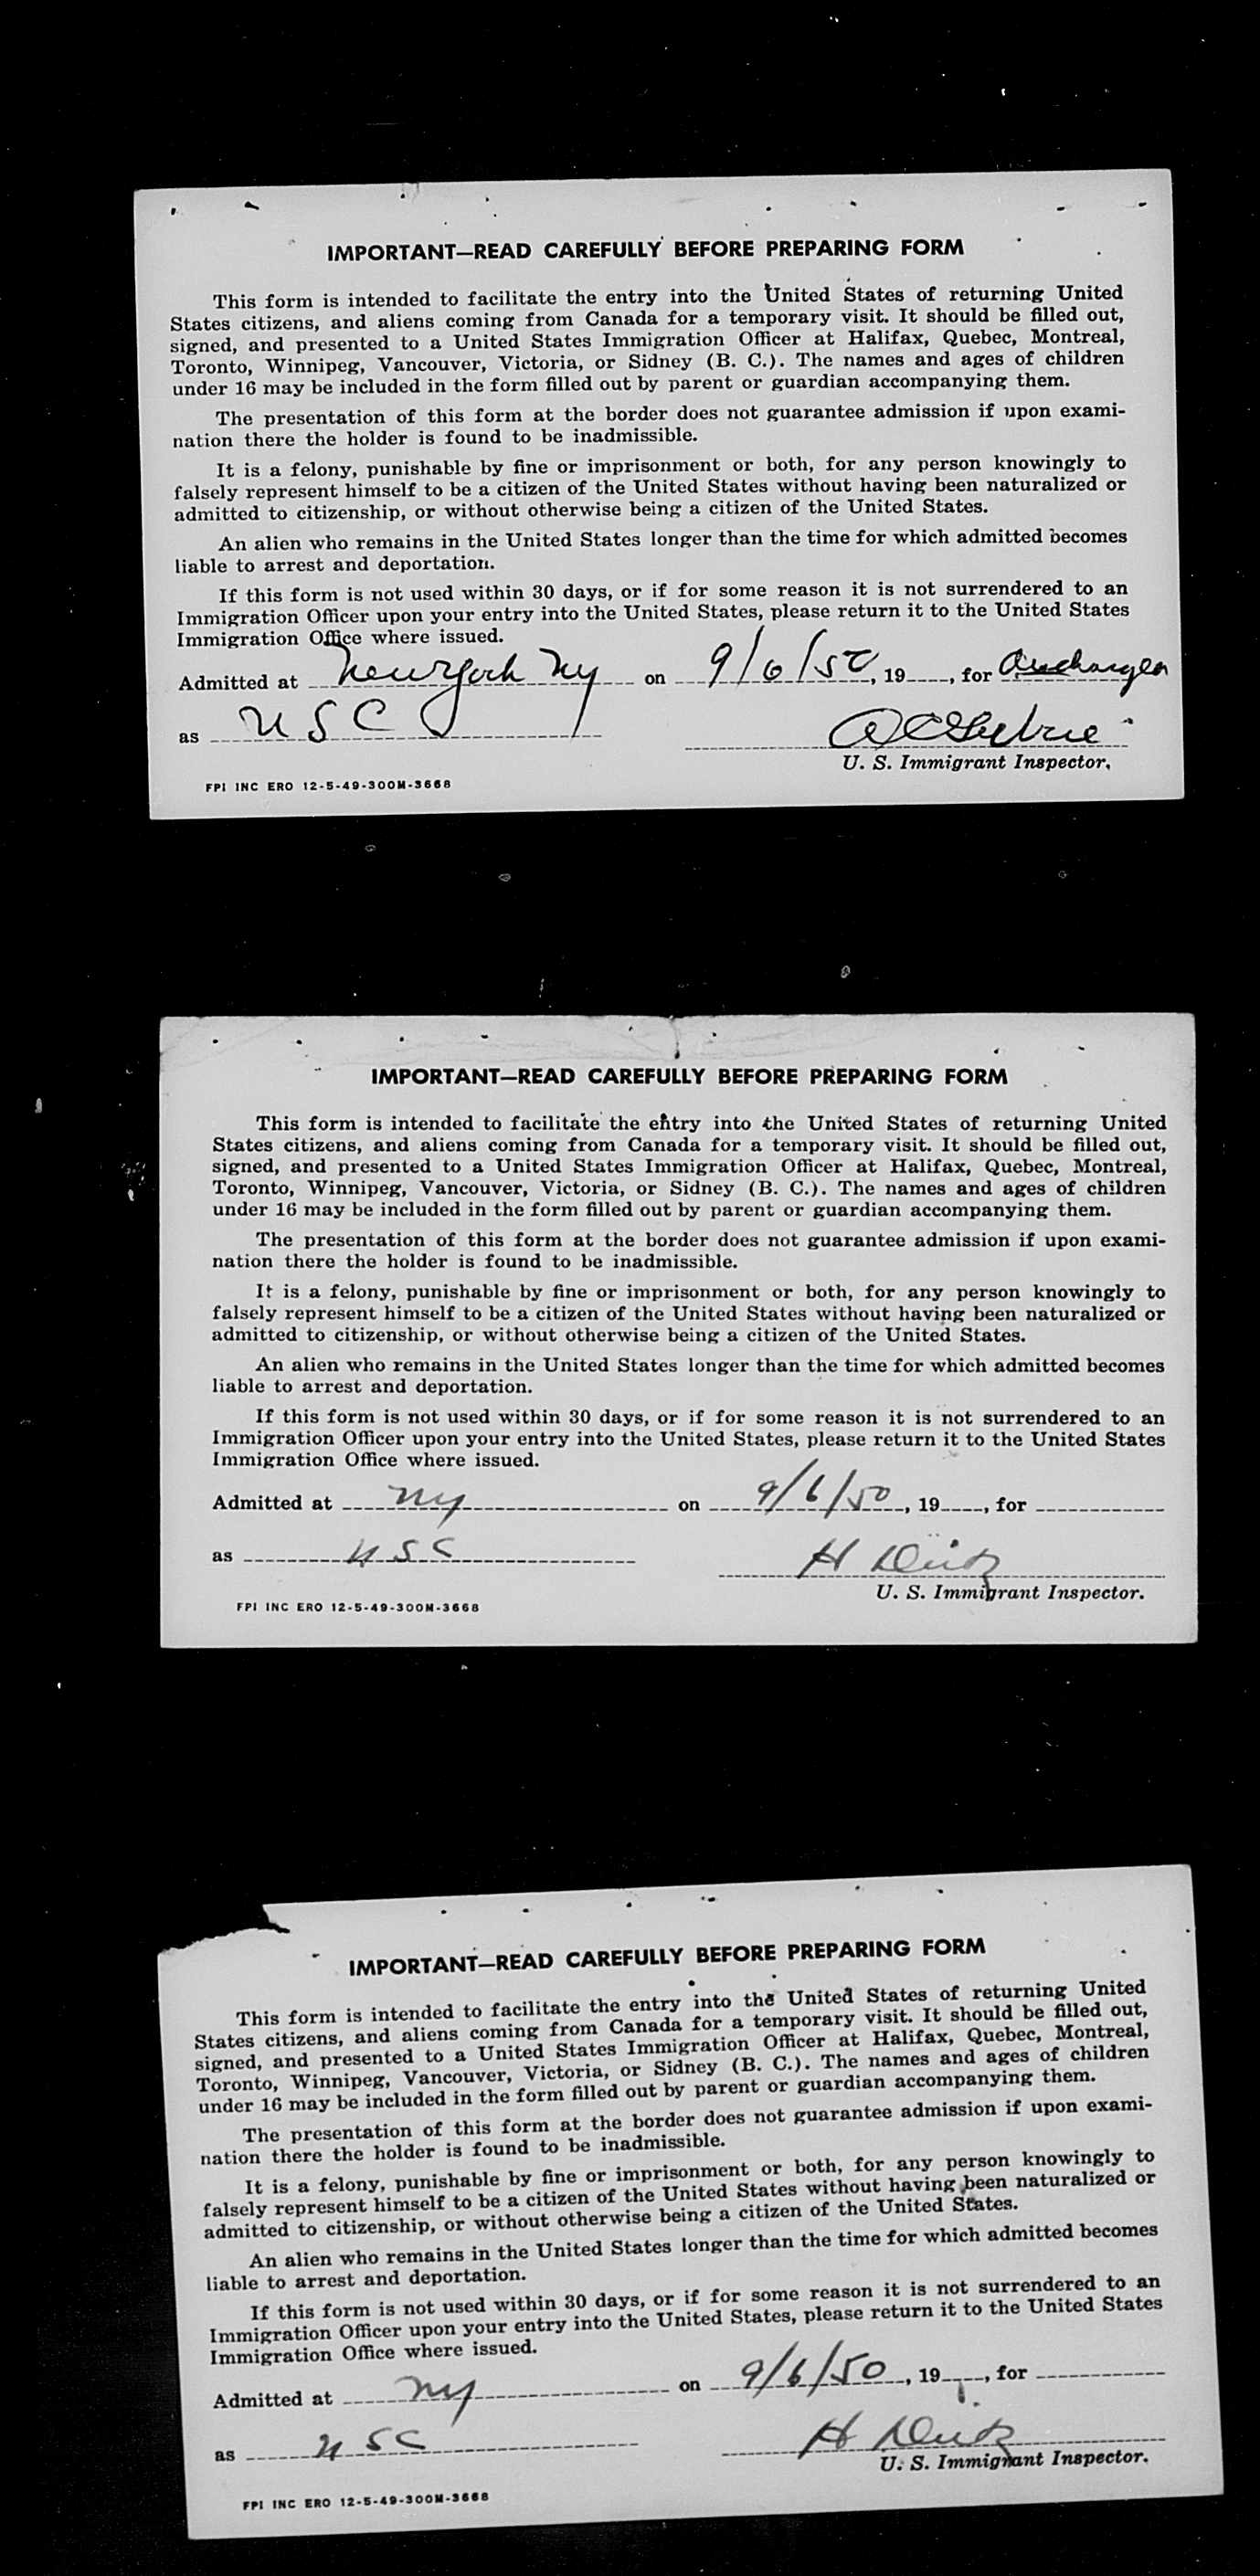 IMPORTANT—READ CAREFULLY BEFORE PREPARING FORM
This form is intended to facilitate the entry into the United States of returning United
States citizens, and aliens coming from Canada for a temporary visit. It should be filled out,
signed, and presented to a United States Immigration Officer at Halifax, Quebec, Montreal,
Toronto, Winnipeg, Vancouver, Victoria, or Sidney (B. C.). The names and ages of children
under 16 may be included in the form filled out by parent or guardian accompanying them.
The presentation of this form at the border does not guarantee admission if upon exami-
nation there the holder is found to be inadmissible.
It is a felony, punishable by fine or imprisonment or both, for any person knowingly to
falsely represent himself to be a citizen of the United States without having been naturalized or
admitted to citizenship, or without otherwise being a citizen of the United States.
An alien who remains in the United States longer than the time for which admitted becomes
liable to arrest and deportation.
If this form is not used within 30 days, or if for some reason it is not surrendered to an
Immigration Officer upon your entry into the United States, please return it to the United States
Immigration Office where issued.
Admitted at New York NY on 9/6/50, 19, for
as USC
U. S. Immigrant Inspector.
FPI INC ERO 12-5-49-300M-3668
IMPORTANT—READ CAREFULLY BEFORE PREPARING FORM
This form is intended to facilitate the entry into the United States of returning United
States citizens, and aliens coming from Canada for a temporary visit. It should be filled out,
signed, and presented to a United States Immigration Officer at Halifax, Quebec, Montreal,
Toronto, Winnipeg, Vancouver, Victoria, or Sidney (B. C.). The names and ages of children
under 16 may be included in the form filled out by parent or guardian accompanying them.
The presentation of this form at the border does not guarantee admission if upon exami-
nation there the holder is found to be inadmissible.
It is a felony, punishable by fine or imprisonment or both, for any person knowingly to
falsely represent himself to be a citizen of the United States without having been naturalized or
admitted to citizenship, or without otherwise being a citizen of the United States.
An alien who remains in the United States longer than the time for which admitted becomes
liable to arrest and deportation.
If this form is not used within 30 days, or if for some reason it is not surrendered to an
Immigration Officer upon your entry into the United States, please return it to the United States
Immigration Office where issued.
Admitted at NY on 9/6/50, 19, for
as USC H
U. S. Immigrant Inspector.
FPI INC ERO 12-5-49-300M-3668
IMPORTANT—READ CAREFULLY BEFORE PREPARING FORM
This form is intended to facilitate the entry into the United States of returning United
States citizens, and aliens coming from Canada for a temporary visit. It should be filled out,
signed, and presented to a United States Immigration Officer at Halifax, Quebec, Montreal,
Toronto, Winnipeg, Vancouver, Victoria, or Sidney (B. C.). The names and ages of children
under 16 may be included in the form filled out by parent or guardian accompanying them.
The presentation of this form at the border does not guarantee admission if upon exami-
nation there the holder is found to be inadmissible.
It is a felony, punishable by fine or imprisonment or both, for any person knowingly to
falsely represent himself to be a citizen of the United States without having been naturalized or
admitted to citizenship, or without otherwise being a citizen of the United States.
An alien who remains in the United States longer than the time for which admitted becomes
liable to arrest and deportation.
If this form is not used within 30 days, or if for some reason it is not surrendered to an
Immigration Officer upon your entry into the United States, please return it to the United States
Immigration Office where issued.
Admitted at NY on 9/6/50, 19, for
as USC H
U. S. Immigrant Inspector.
FPI INC ERO 12-5-49-300M-3668